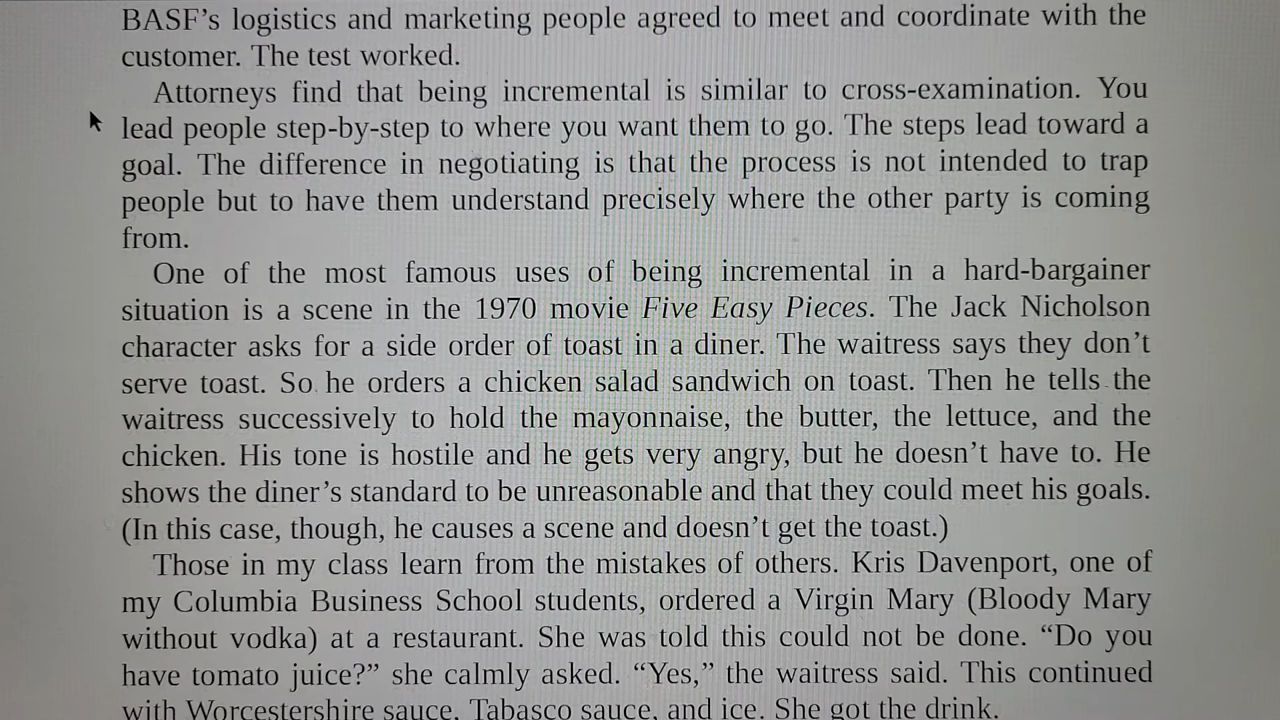 BASF’s logistics and marketing people agreed to meet and coordinate with the
customer. The test worked.
Attorneys find that being incremental is similar to cross-examination. You
lead people step-by-step to where you want them to go. The steps lead toward a
goal. The difference in negotiating is that the process is not intended to trap
people but to have them understand precisely where the other party is coming
from.
One of the most famous uses of being incremental in a hard-bargainer
situation is a scene in the 1970 movie Five Easy Pieces. The Jack Nicholson
character asks for a side order of toast in a diner. The waitress says they don’t
serve toast. So he orders a chicken salad sandwich on toast. Then he tells the
waitress successively to hold the mayonnaise, the butter, the lettuce, and the
chicken. His tone is hostile and he gets very angry, but he doesn’t have to. He
shows the diner’s standard to be unreasonable and that they could meet his goals.
(In this case, though, he causes a scene and doesn’t get the toast.)
Those in my class learn from the mistakes of others. Kris Davenport, one of
my Columbia Business School students, ordered a Virgin Mary (Bloody Mary
without vodka) at a restaurant. She was told this could not be done. “Do you
have tomato juice?” she calmly asked. “Yes,” the waitress said. This continued
with Worcestershire sauce, Tabasco sauce, and ice. She got the drink.